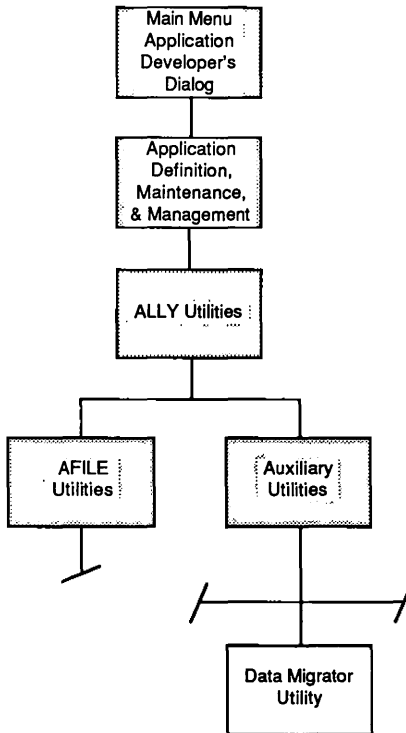 Main Menu
Application
Developer's
Dialog
Application
Definition,
Maintenance,
& Management
ALLY Utilities
AFILE
Utilities
Auxiliary
Utilities
Data Migrator
Utility